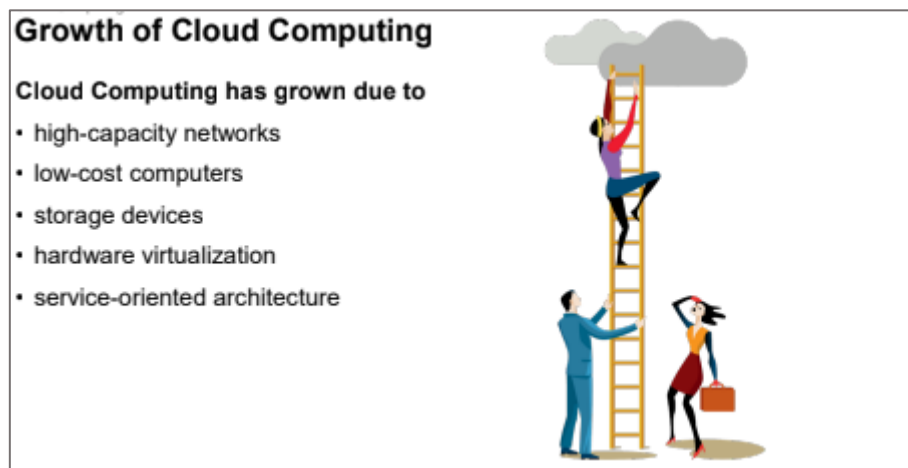 Growth of Cloud Computing
Cloud Computing has grown due to
• high-capacity networks
• low-cost computers
• storage devices
• hardware virtualization
• service-oriented architecture